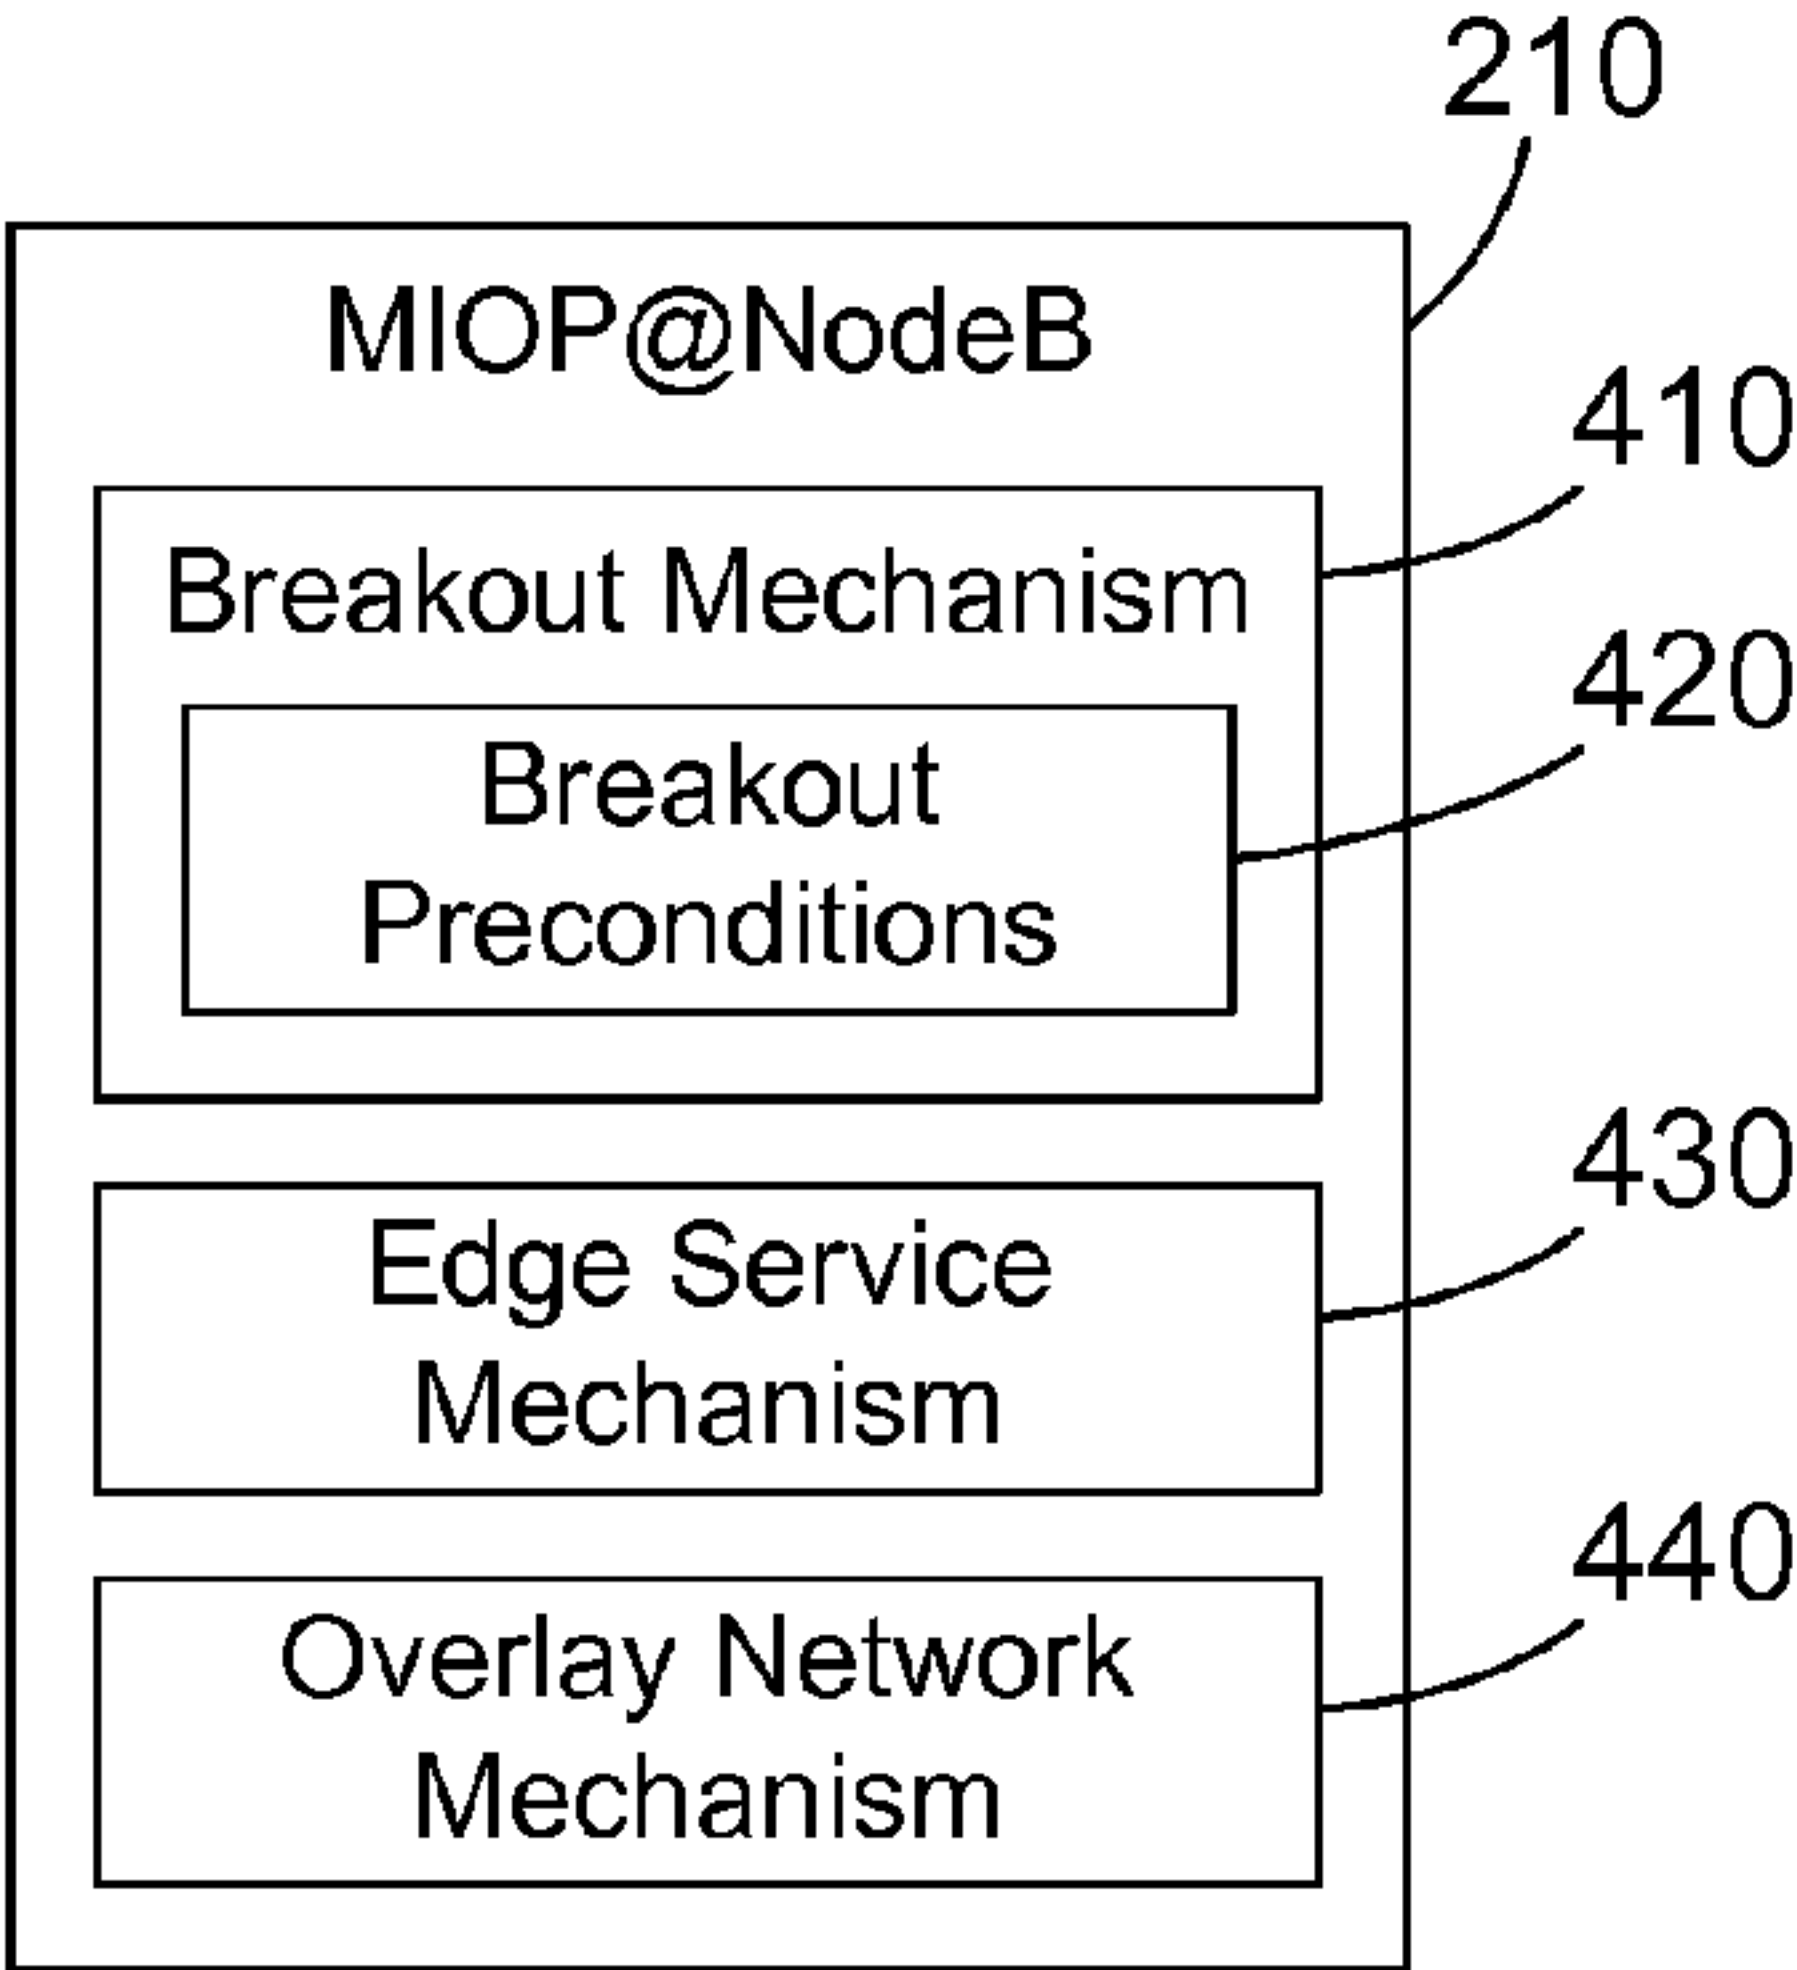 210
MIOP@NodeB
410
Breakout Mechanism
420
Breakout
Preconditions
430
Edge Service
Mechanism
440
Overlay Network
Mechanism